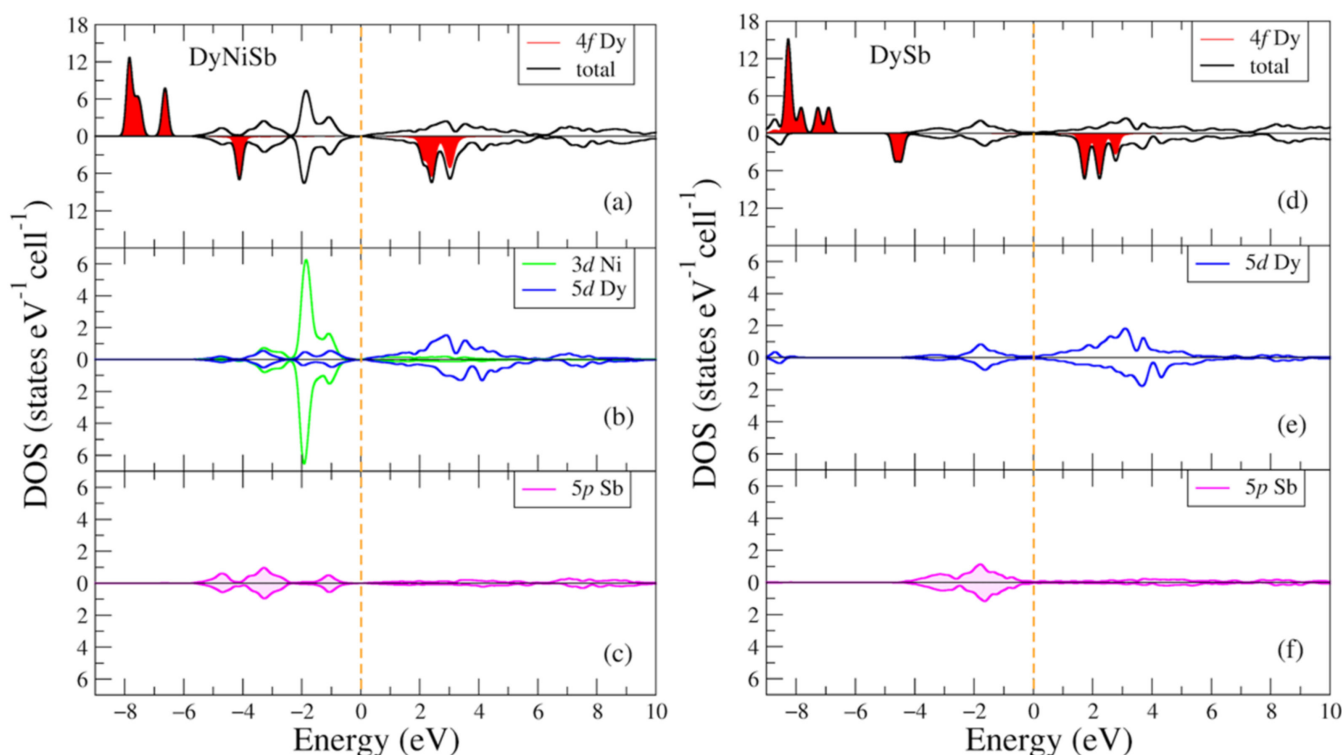 DyNiSb
4f Dy
total
18
12
6
0
6
12
(a)
DOS (states eV⁻¹cell⁻¹)
3d Ni
5d Dy
6
4
2
0
2
4
6
(b)
5p Sb
6
4
2
0
2
4
6
(c)
−8 −6 −4 −2 0 2 4 6 8 10
Energy (eV)
DySb
4f Dy
total
18
12
6
0
6
12
18
(d)
DOS (states eV⁻¹cell⁻¹)
5d Dy
6
4
2
0
2
4
6
(e)
5p Sb
6
4
2
0
2
4
6
(f)
−8 −6 −4 −2 0 2 4 6 8 10
Energy (eV)